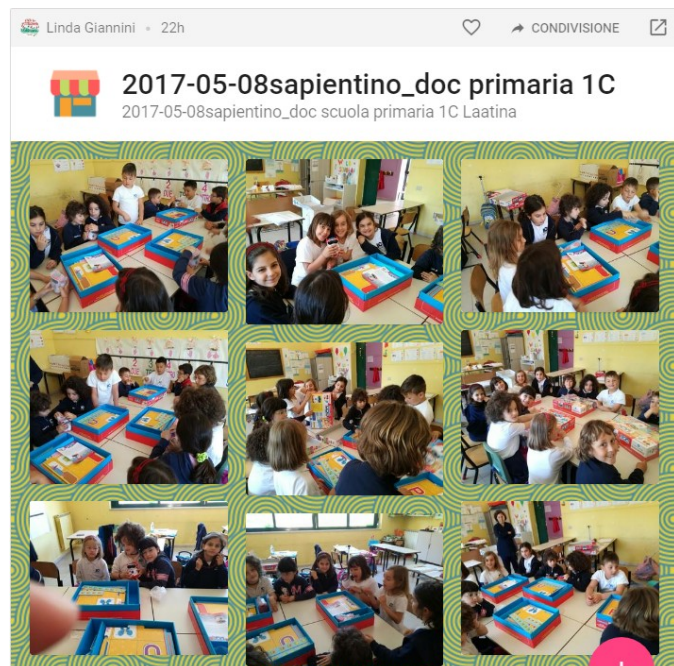 Linda Giannini • 22h
CONDIVISIONE
2017-05-08sapientino_doc primaria 1C
2017-05-08sapientino_doc scuola primaria 1C Laatina